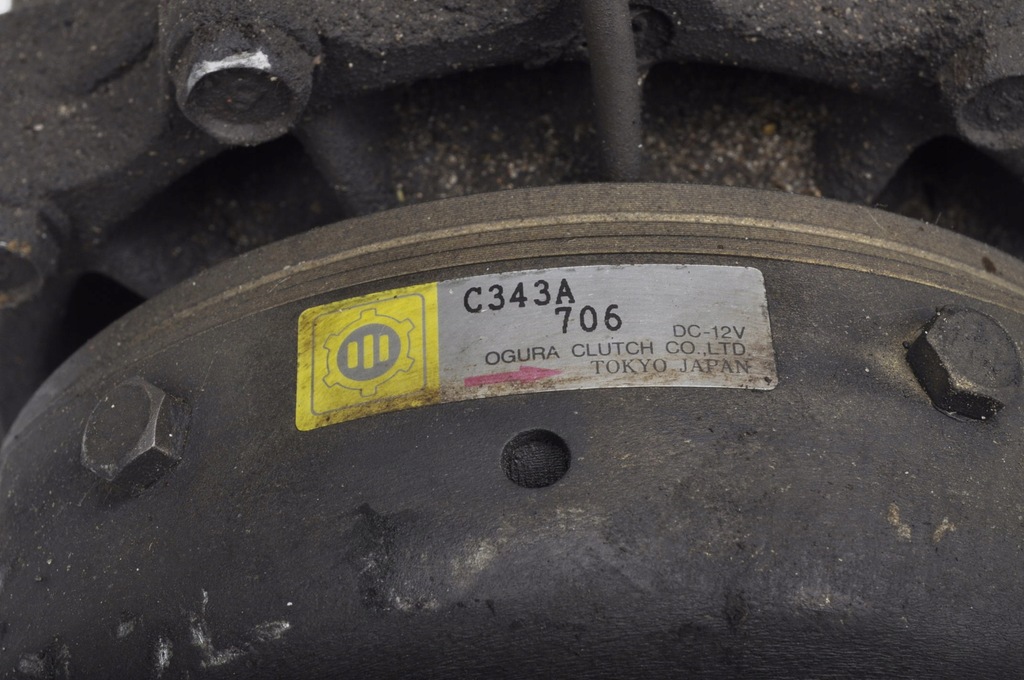 C343A
706
DC-12V
OGURA CLUTCH CO.,LTD
TOKYO JAPAN